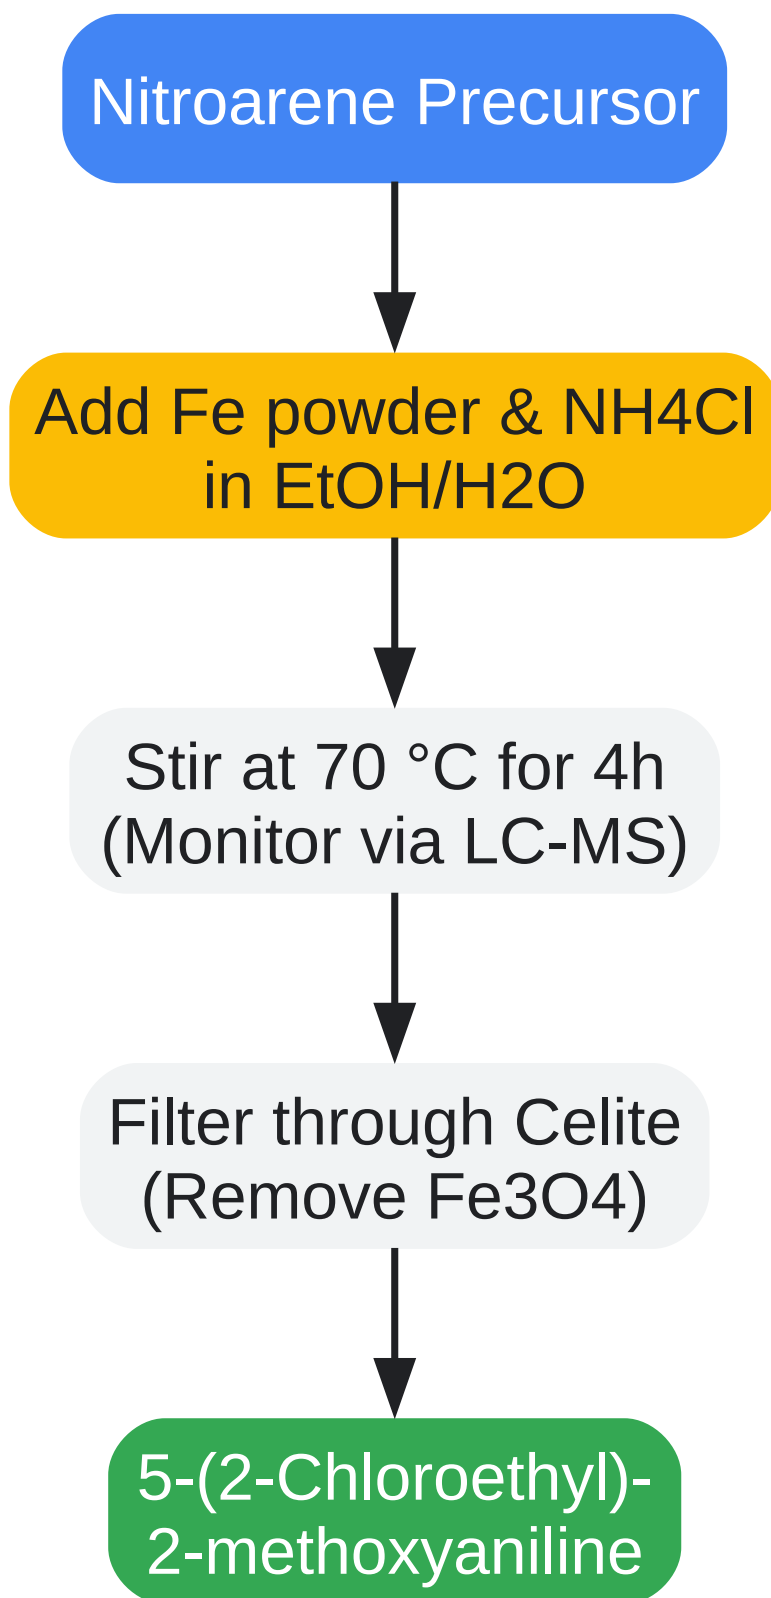 Nitroarene Precursor
Add Fe powder & NH4Cl
in EtOH/H2O
Stir at 70 °C for 4h
(Monitor via LC-MS)
Filter through Celite
(Remove Fe3O4)
5-(2-Chloroethyl)-
2-methoxyaniline